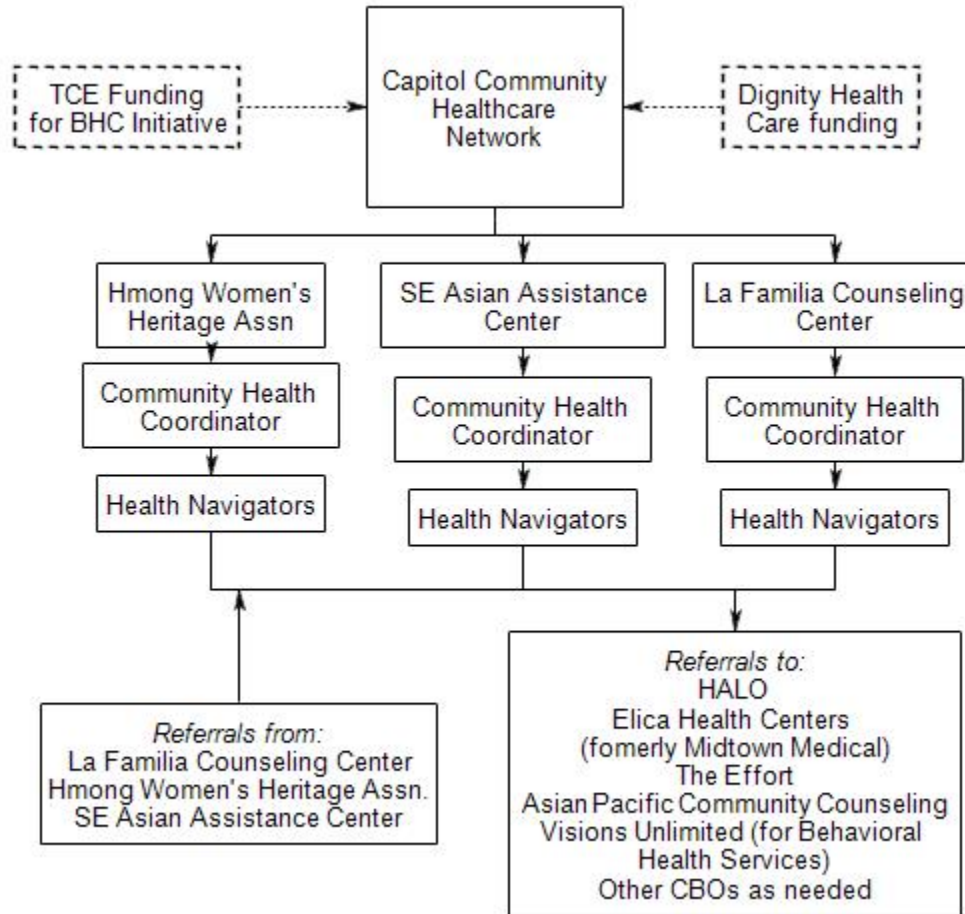 TCE Funding
for BHC Initiative
Capitol Community
Healthcare
Network
Dignity Health
Care funding
Hmong Women's
Heritage Assn
SE Asian Assistance
Center
La Familia Counseling
Center
Community Health
Coordinator
Community Health
Coordinator
Community Health
Coordinator
Health Navigators
Health Navigators
Health Navigators
Referrals from:
La Familia Counseling Center
Hmong Women's Heritage Assn.
SE Asian Assistance Center
Referrals to:
HALO
Elica Health Centers
(fomerly Midtown Medical)
The Effort
Asian Pacific Community Counseling
Visions Unlimited (for Behavioral
Health Services)
Other CBOs as needed